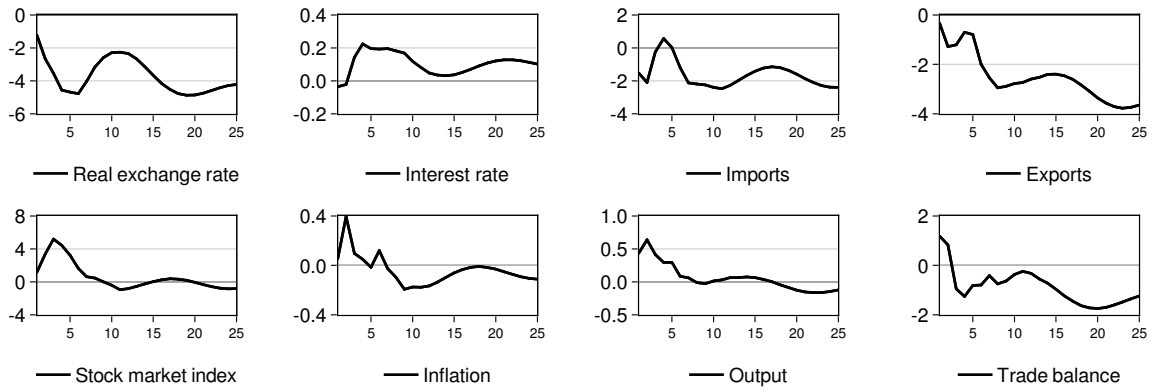 0
-2
-4
-6
5 10 15 20 25
Real exchange rate
0.4
0.2
0.0
-0.2
5 10 15 20 25
Interest rate
2
0
-2
-4
5 10 15 20 25
Imports
0
-2
-4
5 10 15 20 25
Exports
8
4
0
-4
5 10 15 20 25
Stock market index
0.4
0.0
-0.4
5 10 15 20 25
Inflation
1.0
0.5
0.0
-0.5
5 10 15 20 25
Output
2
0
-2
5 10 15 20 25
Trade balance